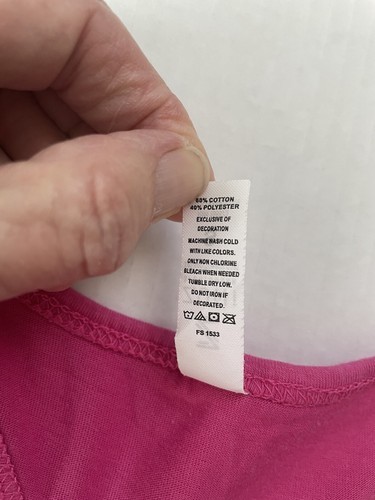 60% COTTON
40% POLYESTER
EXCLUSIVE OF
DECORATION
MACHINE WASH COLD
WITH LIKE COLORS.
ONLY NON CHLORINE
BLEACH WHEN NEEDED
TUMBLE DRY LOW.
DO NOT IRON IF
DECORATED.
FS 1533